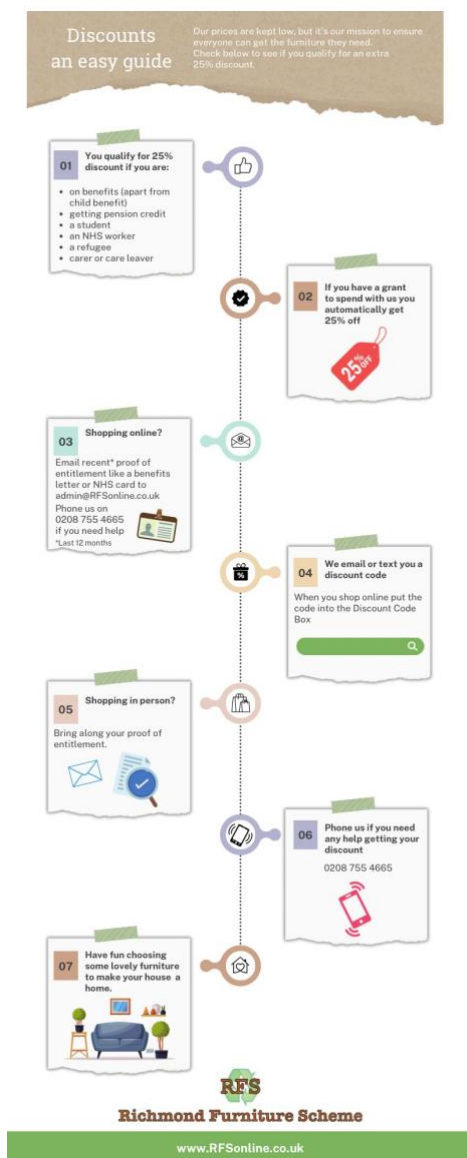 Discounts
an easy guide
Our prices are kept low, but it's our mission to ensure
everyone can get the furniture they need.
Check below to see if you qualify for an extra
25% discount.
01
You qualify for 25%
discount if you are:
• on benefits (apart from
child benefit)
• getting pension credit
• a student
• an NHS worker
• a refugee
• carer or care leaver
02
If you have a grant
to spend with us you
automatically get
25% off
25%
OFF
03
Shopping online?
Email recent* proof of
entitlement like a benefits
letter or NHS card to
admin@RFSonline.co.uk
Phone us on
0208 755 4665
if you need help
*Last 12 months
%
04
We email or text you a
discount code
When you shop online put the
code into the Discount Code
Box
05
Shopping in person?
Bring along your proof of
entitlement.
06
Phone us if you need
any help getting your
discount
0208 755 4665
07
Have fun choosing
some lovely furniture
to make your house a
home.
RFS
Richmond Furniture Scheme
www.RFSonline.co.uk